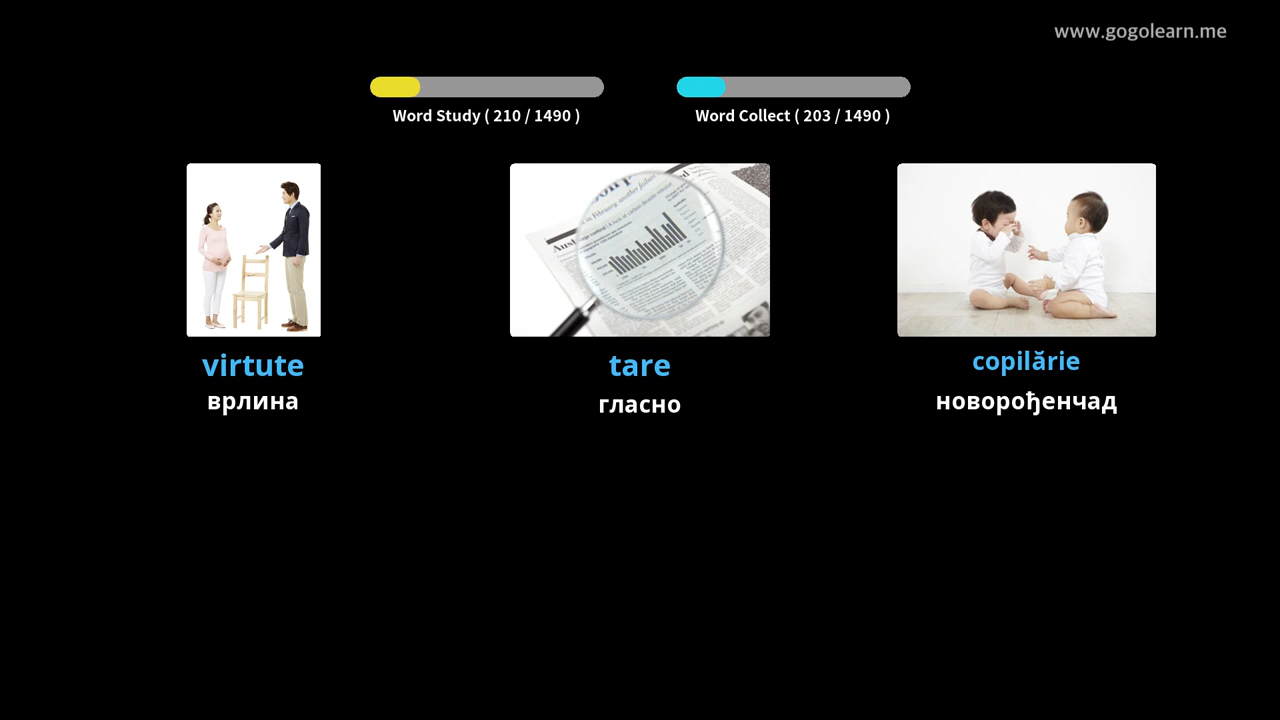 www.gogolearn.me
Word Study ( 210 / 1490 )
Word Collect ( 203 / 1490 )
virtute
tare
copilărie
врлина
гласно
новорођенчад